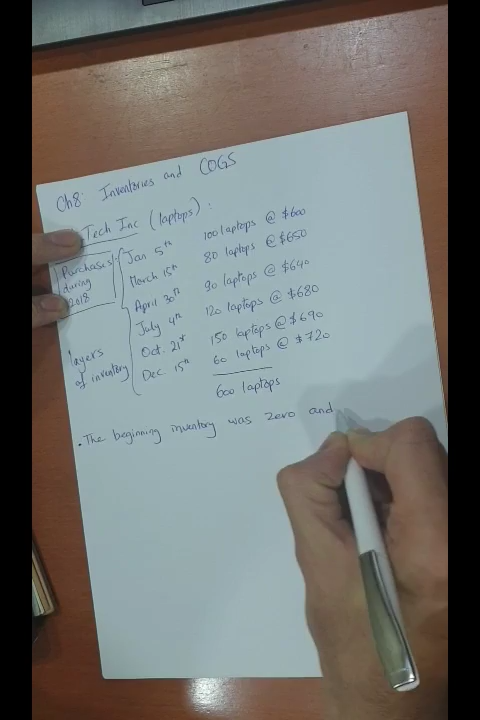 Ch8: Inventories and COGS
Tech Inc (laptops) :
Purchases during 2018
layers of inventory
Jan 5th 100 laptops @ $600
March 15th 80 laptops @ $650
April 30th 90 laptops @ $640
July 4th 120 laptops @ $680
Oct. 21st 150 laptops @ $690
Dec. 15th 60 laptops @ $720
600 laptops
. The beginning inventory was zero and